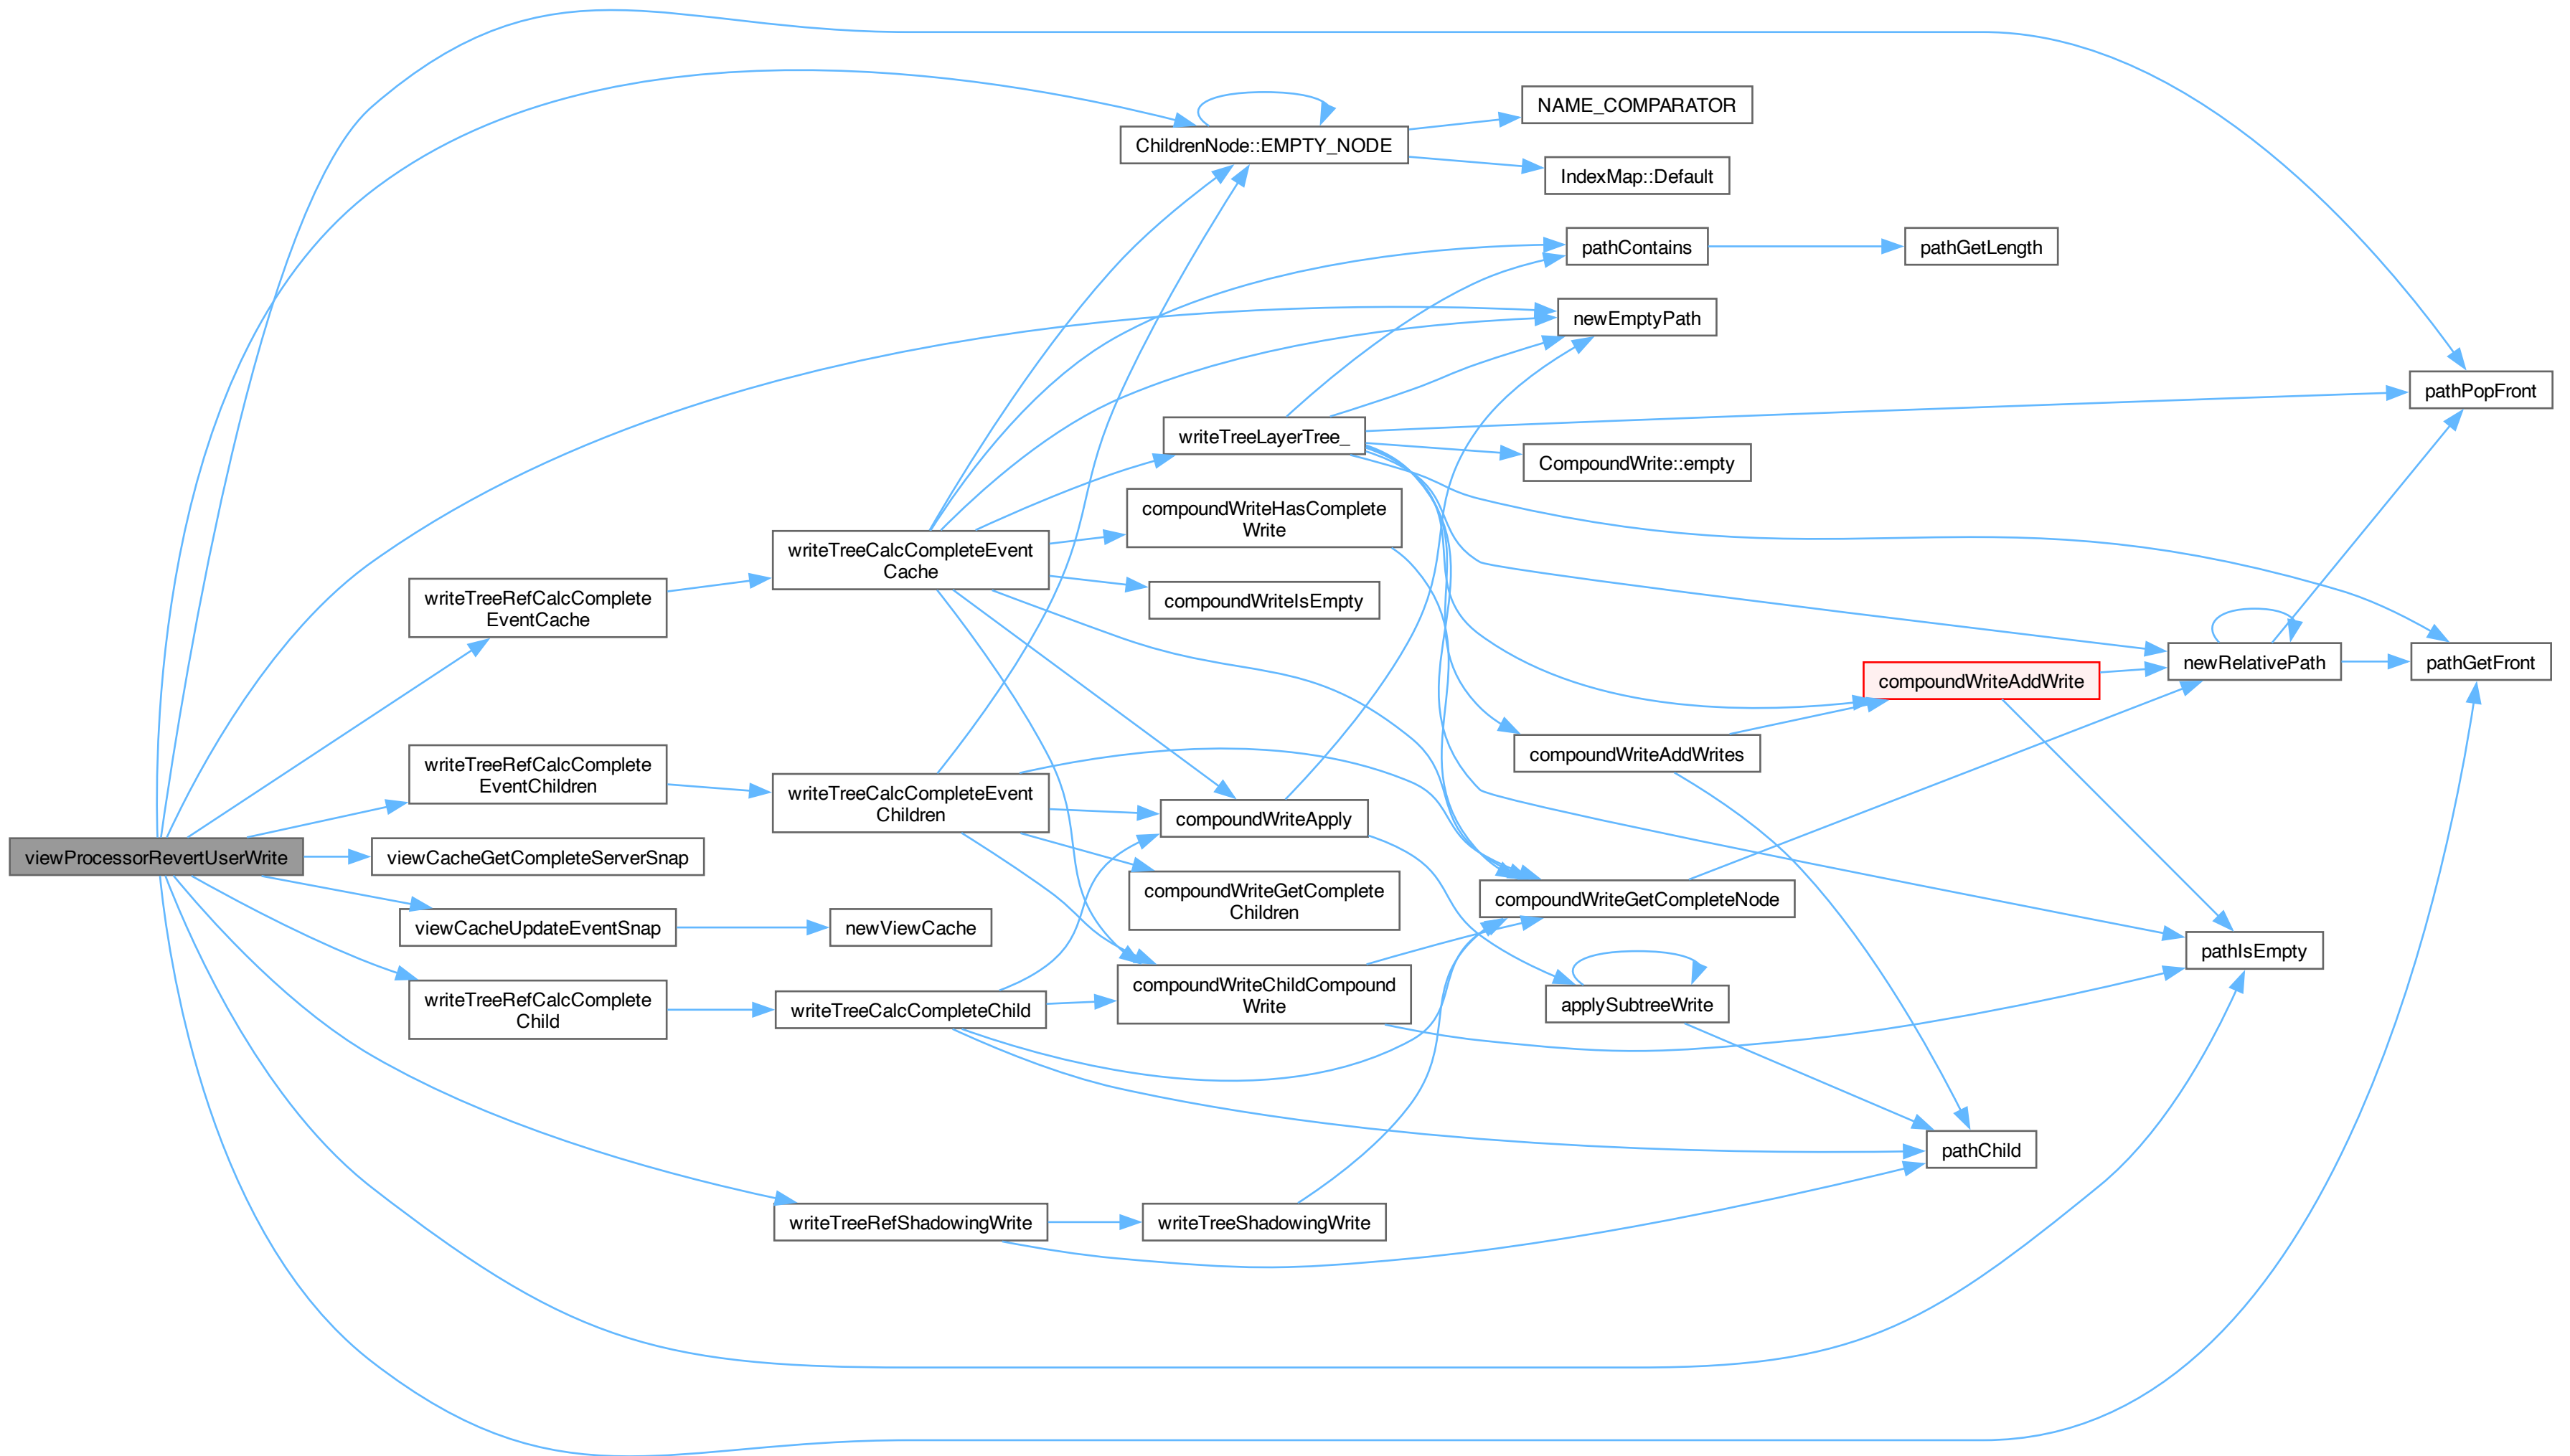 NAME_COMPARATOR
ChildrenNode::EMPTY_NODE
IndexMap::Default
pathContains
pathGetLength
newEmptyPath
pathPopFront
writeTreeLayerTree_
CompoundWrite::empty
compoundWriteHasComplete
Write
writeTreeCalcCompleteEvent
Cache
compoundWriteIsEmpty
writeTreeRefCalcComplete
EventCache
newRelativePath
pathGetFront
compoundWriteAddWrite
compoundWriteAddWrites
writeTreeRefCalcComplete
EventChildren
writeTreeCalcCompleteEvent
Children
compoundWriteApply
viewProcessorRevertUserWrite
viewCacheGetCompleteServerSnap
compoundWriteGetComplete
Children
compoundWriteGetCompleteNode
viewCacheUpdateEventSnap
newViewCache
pathIsEmpty
compoundWriteChildCompound
Write
applySubtreeWrite
writeTreeRefCalcComplete
Child
writeTreeCalcCompleteChild
pathChild
writeTreeRefShadowingWrite
writeTreeShadowingWrite